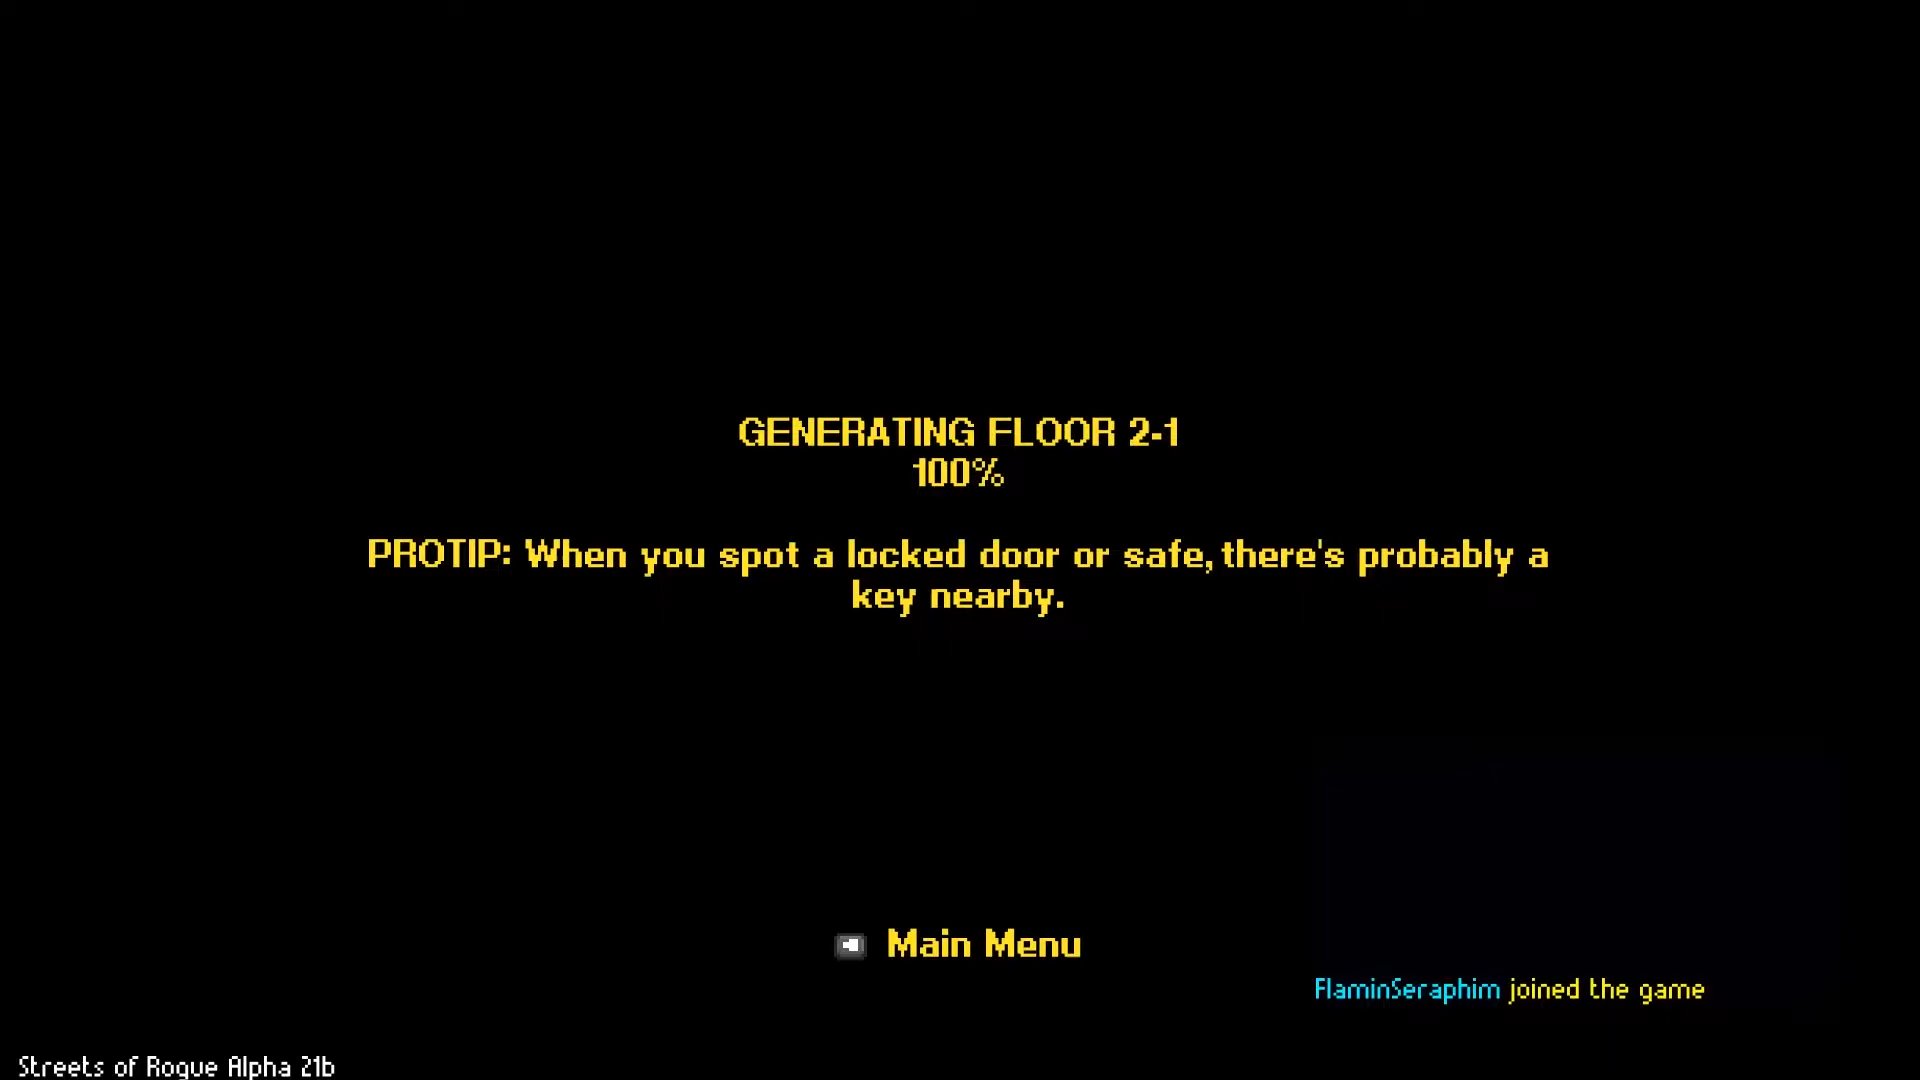 GENERATING FLOOR 2-1
100%
PROTIP: When you spot a locked door or safe, there's probably a
key nearby.
Main Menu
FlaminSeraphim joined the game
Streets of Rogue Alpha 21b